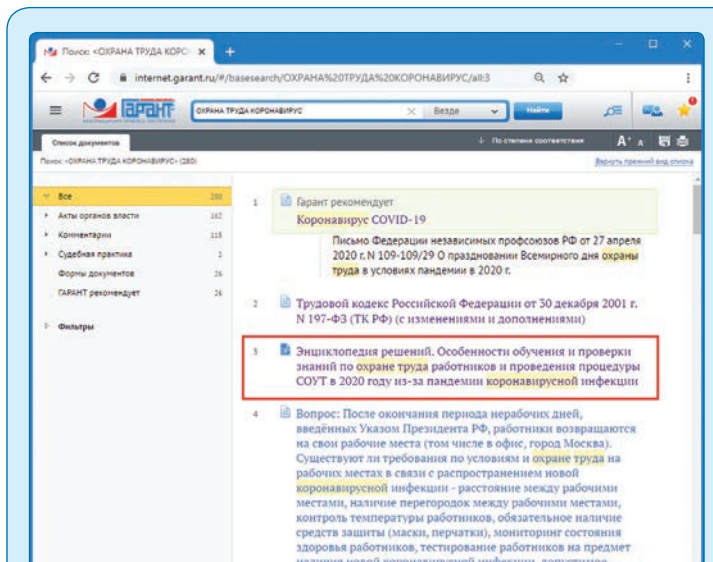 Поиск: «ОХРАНА ТРУДА КОРО
internet.garant.ru/#/basesearch/ОХРАНА%20ТРУДА%20КОРОНАВИРУС/all:3
ГАРАНТ
ОХРАНА ТРУДА КОРОНАВИРУС
Везде
Найти
Список документов
По степени соответствия
Поиск: «ОХРАНА ТРУДА КОРОНАВИРУС» (280)
Вернуть прежний вид списка
Все 280
Акты органов власти 162
Комментарии 115
Судебная практика 3
Формы документов 26
ГАРАНТ рекомендует 26
Фильтры
1 Гарант рекомендует
Коронавирус COVID-19
Письмо Федерации независимых профсоюзов РФ от 27 апреля
2020 г. N 109-109/29 О праздновании Всемирного дня охраны
труда в условиях пандемии в 2020 г.
2 Трудовой кодекс Российской Федерации от 30 декабря 2001 г.
N 197-ФЗ (ТК РФ) (с изменениями и дополнениями)
3 Энциклопедия решений. Особенности обучения и проверки
знаний по охране труда работников и проведения процедуры
СОУТ в 2020 году из-за пандемии коронавирусной инфекции
4 Вопрос: После окончания периода нерабочих дней,
введённых Указом Президента РФ, работники возвращаются
на свои рабочие места (том числе в офис, город Москва).
Существуют ли требования по условиям и охране труда на
рабочих местах в связи с распространением новой
коронавирусной инфекции - расстояние между рабочими
местами, наличие перегородок между рабочими местами,
контроль температуры работников, обязательное наличие
средств защиты (маски, перчатки), мониторинг состояния
здоровья работников, тестирование работников на предмет
наличия новой коронавирусной инфекции, допустимое